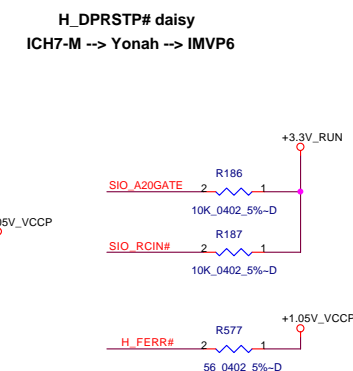 H_DPRSTP# daisy
ICH7-M --> Yonah --> IMVP6
+3.3V_RUN
R186
SIO_A20GATE 2 1
10K_0402_5%~D
05V_VCCP
R187
SIO_RCIN# 2 1
10K_0402_5%~D
+1.05V_VCCP
R577
H_FERR# 2 1
56_0402_5%~D